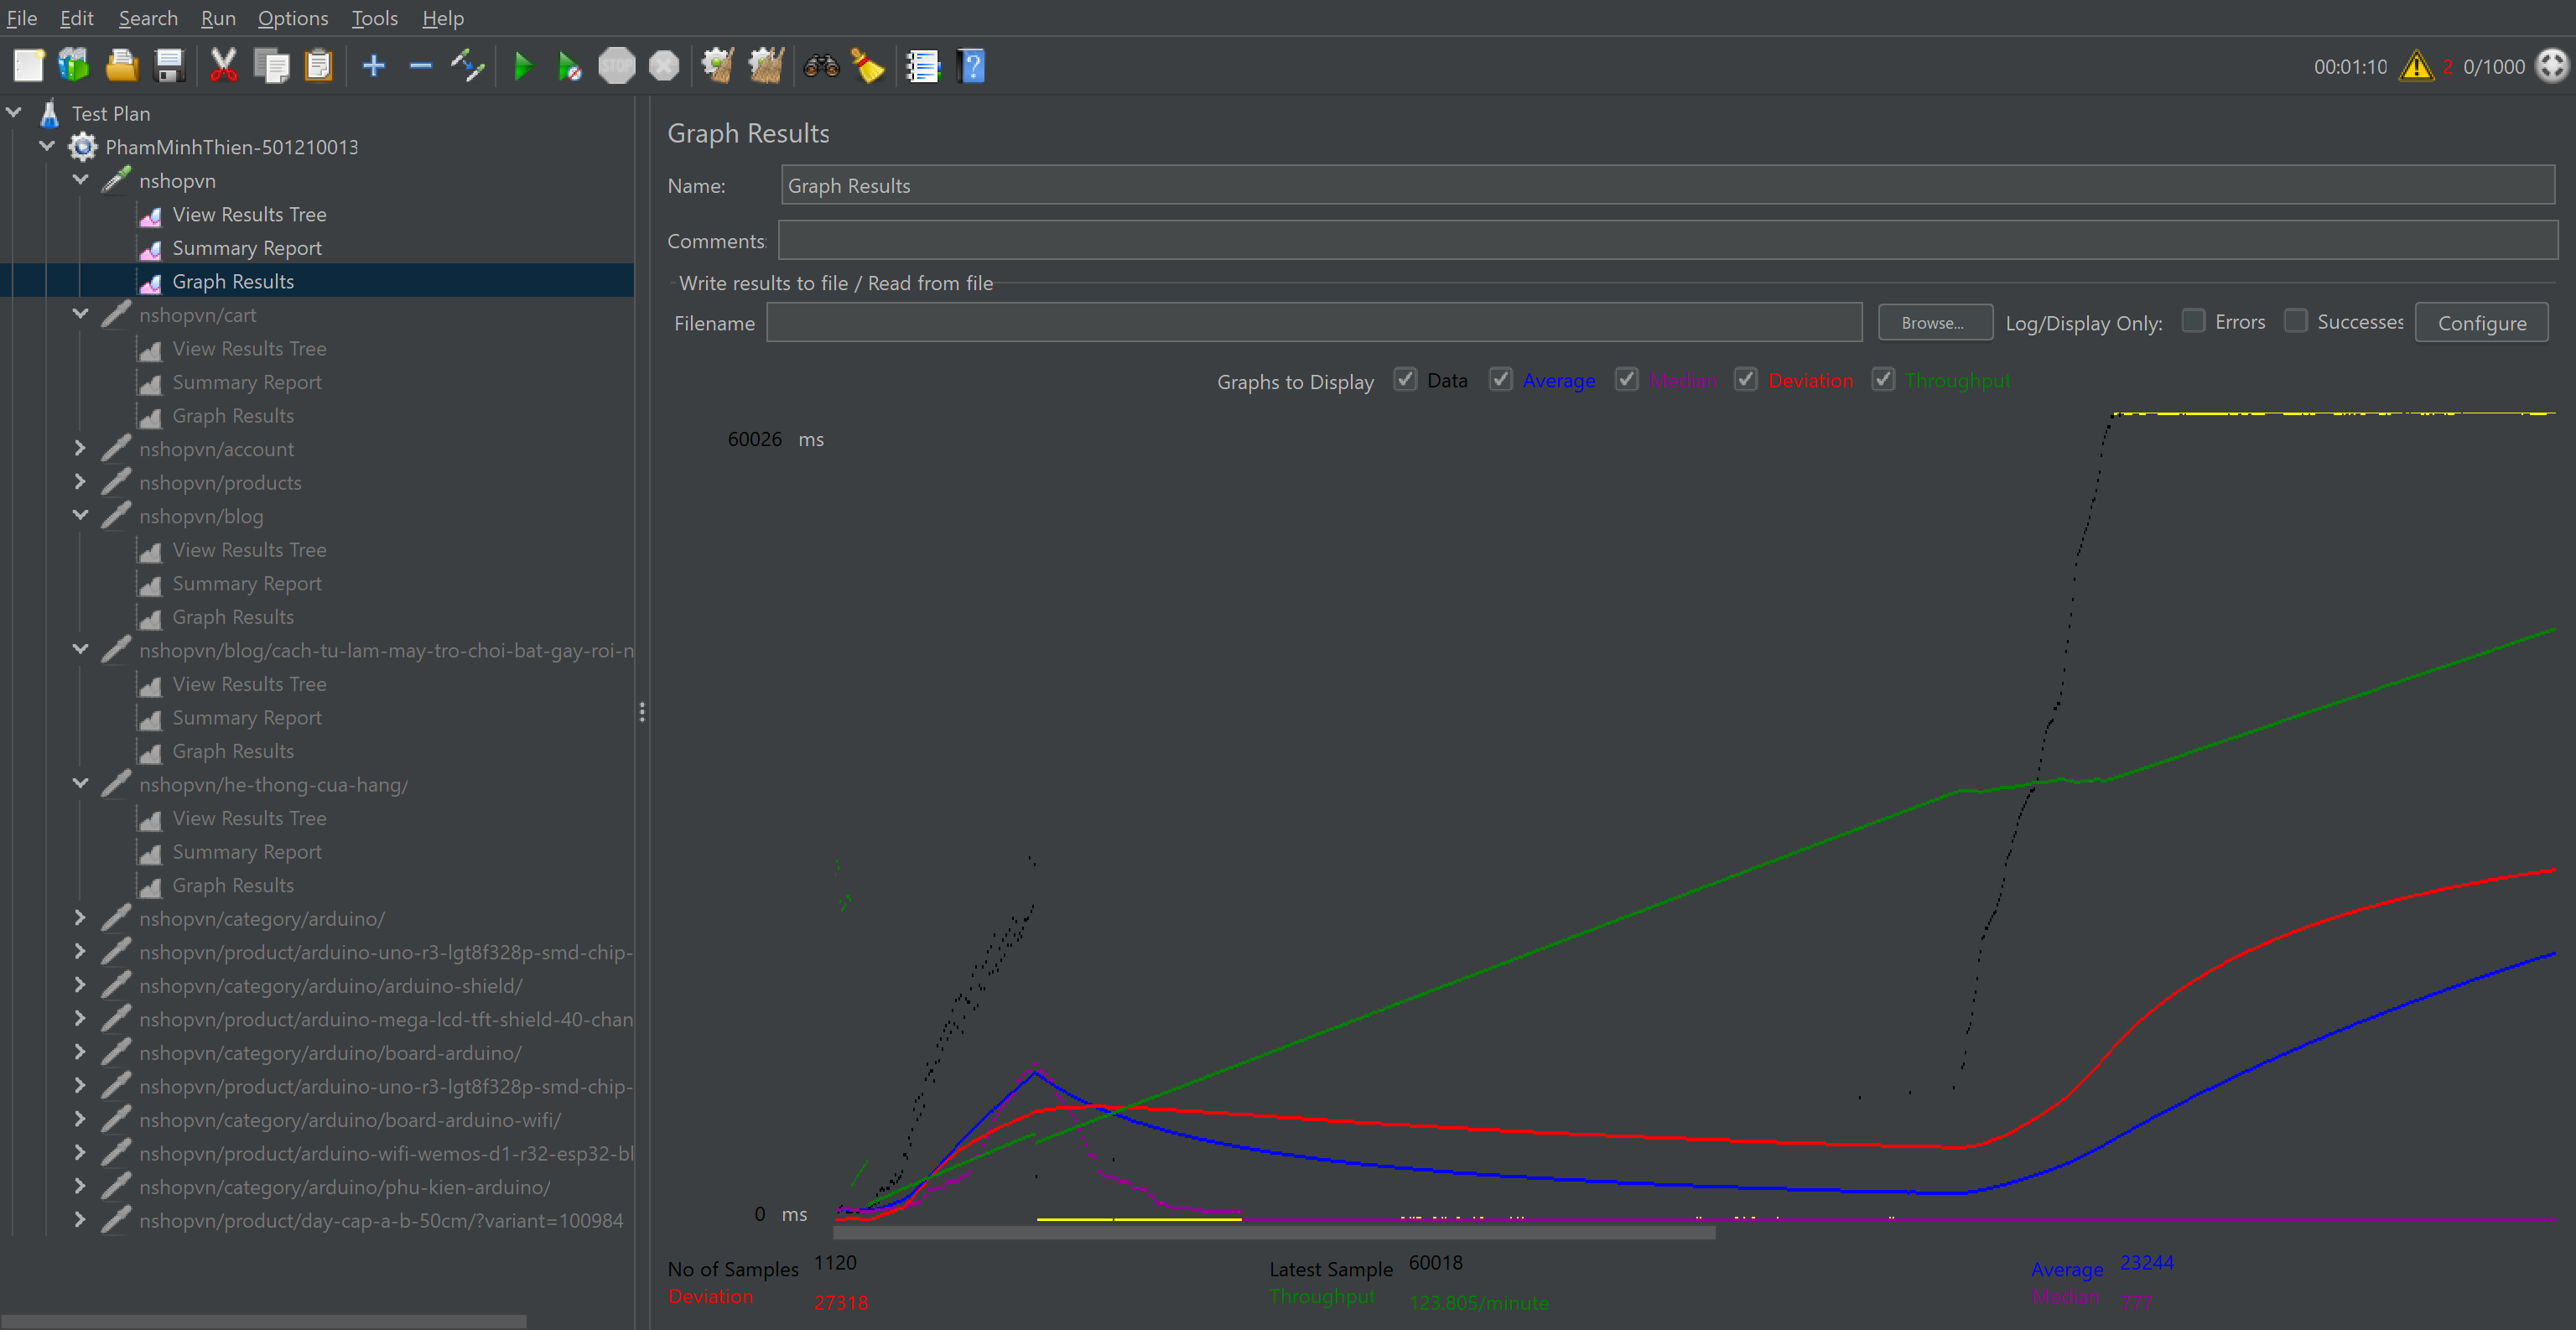 File Edit Search Run Options Tools Help
STOP
00:01:10 2 0/1000
Test Plan
PhamMinhThien-501210013
nshopvn
View Results Tree
Summary Report
Graph Results
nshopvn/cart
View Results Tree
Summary Report
Graph Results
nshopvn/account
nshopvn/products
nshopvn/blog
View Results Tree
Summary Report
Graph Results
nshopvn/blog/cach-tu-lam-may-tro-choi-bat-gay-roi-n
View Results Tree
Summary Report
Graph Results
nshopvn/he-thong-cua-hang/
View Results Tree
Summary Report
Graph Results
nshopvn/category/arduino/
nshopvn/product/arduino-uno-r3-lgt8f328p-smd-chip-
nshopvn/category/arduino/arduino-shield/
nshopvn/product/arduino-mega-lcd-tft-shield-40-chan
nshopvn/category/arduino/board-arduino/
nshopvn/product/arduino-uno-r3-lgt8f328p-smd-chip-
nshopvn/category/arduino/board-arduino-wifi/
nshopvn/product/arduino-wifi-wemos-d1-r32-esp32-bl
nshopvn/category/arduino/phu-kien-arduino/
nshopvn/product/day-cap-a-b-50cm/?variant=100984
Graph Results
Name: Graph Results
Comments:
Write results to file / Read from file
Filename Browse... Log/Display Only: Errors Successes Configure
Graphs to Display Data Average Median Deviation Throughput
60026 ms
0 ms
No of Samples 1120 Latest Sample 60018 Average 23244
Deviation 27318 Throughput 123.805/minute Median 777